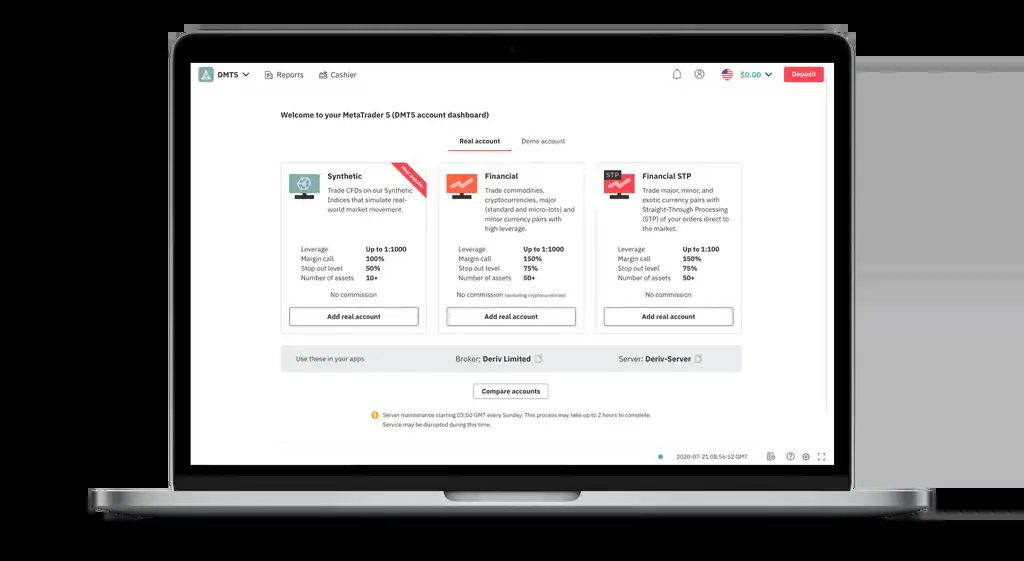 DMT5
Reports
Cashier
$0.00
Deposit
Welcome to your MetaTrader 5 (DMT5 account dashboard)
Real account
Demo account
Most popular
Synthetic
Trade CFDs on our Synthetic
Indices that simulate real-
world market movement.
Leverage Up to 1:1000
Margin call 100%
Stop out level 50%
Number of assets 10+
No commission
Add real account
Financial
Trade commodities,
cryptocurrencies, major
(standard and micro-lots) and
minor currency pairs with
high leverage.
Leverage Up to 1:1000
Margin call 150%
Stop out level 75%
Number of assets 50+
No commission (excluding cryptocurrencies)
Add real account
STP
Financial STP
Trade major, minor, and
exotic currency pairs with
Straight-Through Processing
(STP) of your orders direct to
the market.
Leverage Up to 1:100
Margin call 150%
Stop out level 75%
Number of assets 50+
No commission
Add real account
Use these in your apps
Broker: Deriv Limited
Server: Deriv-Server
Compare accounts
Server maintenance starting 03:00 GMT every Sunday. This process may take up to 2 hours to complete.
Service may be disrupted during this time.
2020-07-21 08:56:52 GMT